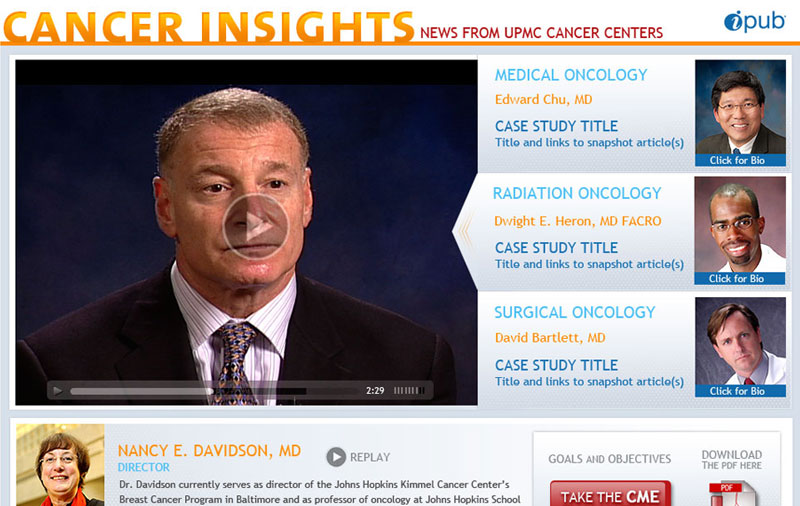 CANCER INSIGHTS NEWS FROM UPMC CANCER CENTERS
ipub
MEDICAL ONCOLOGY
Edward Chu, MD
CASE STUDY TITLE
Title and links to snapshot article(s)
Click for Bio
RADIATION ONCOLOGY
Dwight E. Heron, MD FACRO
CASE STUDY TITLE
Title and links to snapshot article(s)
Click for Bio
SURGICAL ONCOLOGY
David Bartlett, MD
CASE STUDY TITLE
Title and links to snapshot article(s)
Click for Bio
2:29
NANCY E. DAVIDSON, MD
DIRECTOR
REPLAY
Dr. Davidson currently serves as director of the Johns Hopkins Kimmel Cancer Center's
Breast Cancer Program in Baltimore and as professor of oncology at Johns Hopkins School
GOALS AND OBJECTIVES
TAKE THE CME
DOWNLOAD
THE PDF HERE
PDF